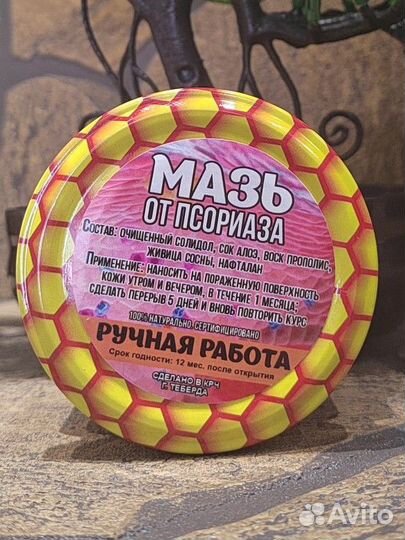 МАЗЬ
ОТ ПСОРИАЗА
СОСТАВ: ОЧИЩЕННЫЙ СОЛИДОЛ, СОК АЛОЭ, ВОСК ПРОПОЛИС,
ЖИВИЦА СОСНЫ, НАФТАЛАН
ПРИМЕНЕНИЕ: НАНОСИТЬ НА ПОРАЖЕННУЮ ПОВЕРХНОСТЬ
КОЖИ УТРОМ И ВЕЧЕРОМ, В ТЕЧЕНИЕ 1 МЕСЯЦА;
СДЕЛАТЬ ПЕРЕРЫВ 5 ДНЕЙ И ВНОВЬ ПОВТОРИТЬ КУРС
100% НАТУРАЛЬНО СЕРТИФИЦИРОВАНО
РУЧНАЯ РАБОТА
Срок годности: 12 мес. после открытия
СДЕЛАНО В КРЧ
Г. ТЕБЕРДА
Avito